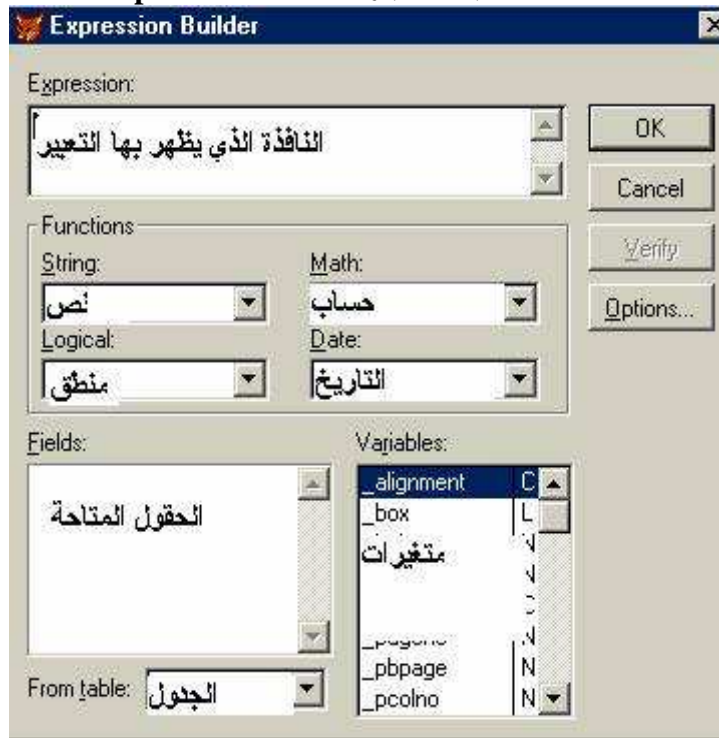 Expression Builder
Expression:
النافذة الذي يظهر بها التعبير
OK
Cancel
Verify
Options...
Functions
String:
Math:
نص
حساب
Logical:
Date:
منطق
التاريخ
Fields:
Variables:
الحقول المتاحة
_alignment C
_box L
متغيرات
N
N
C
N
_pbpage N
_pcolno N
From table:
الجدول